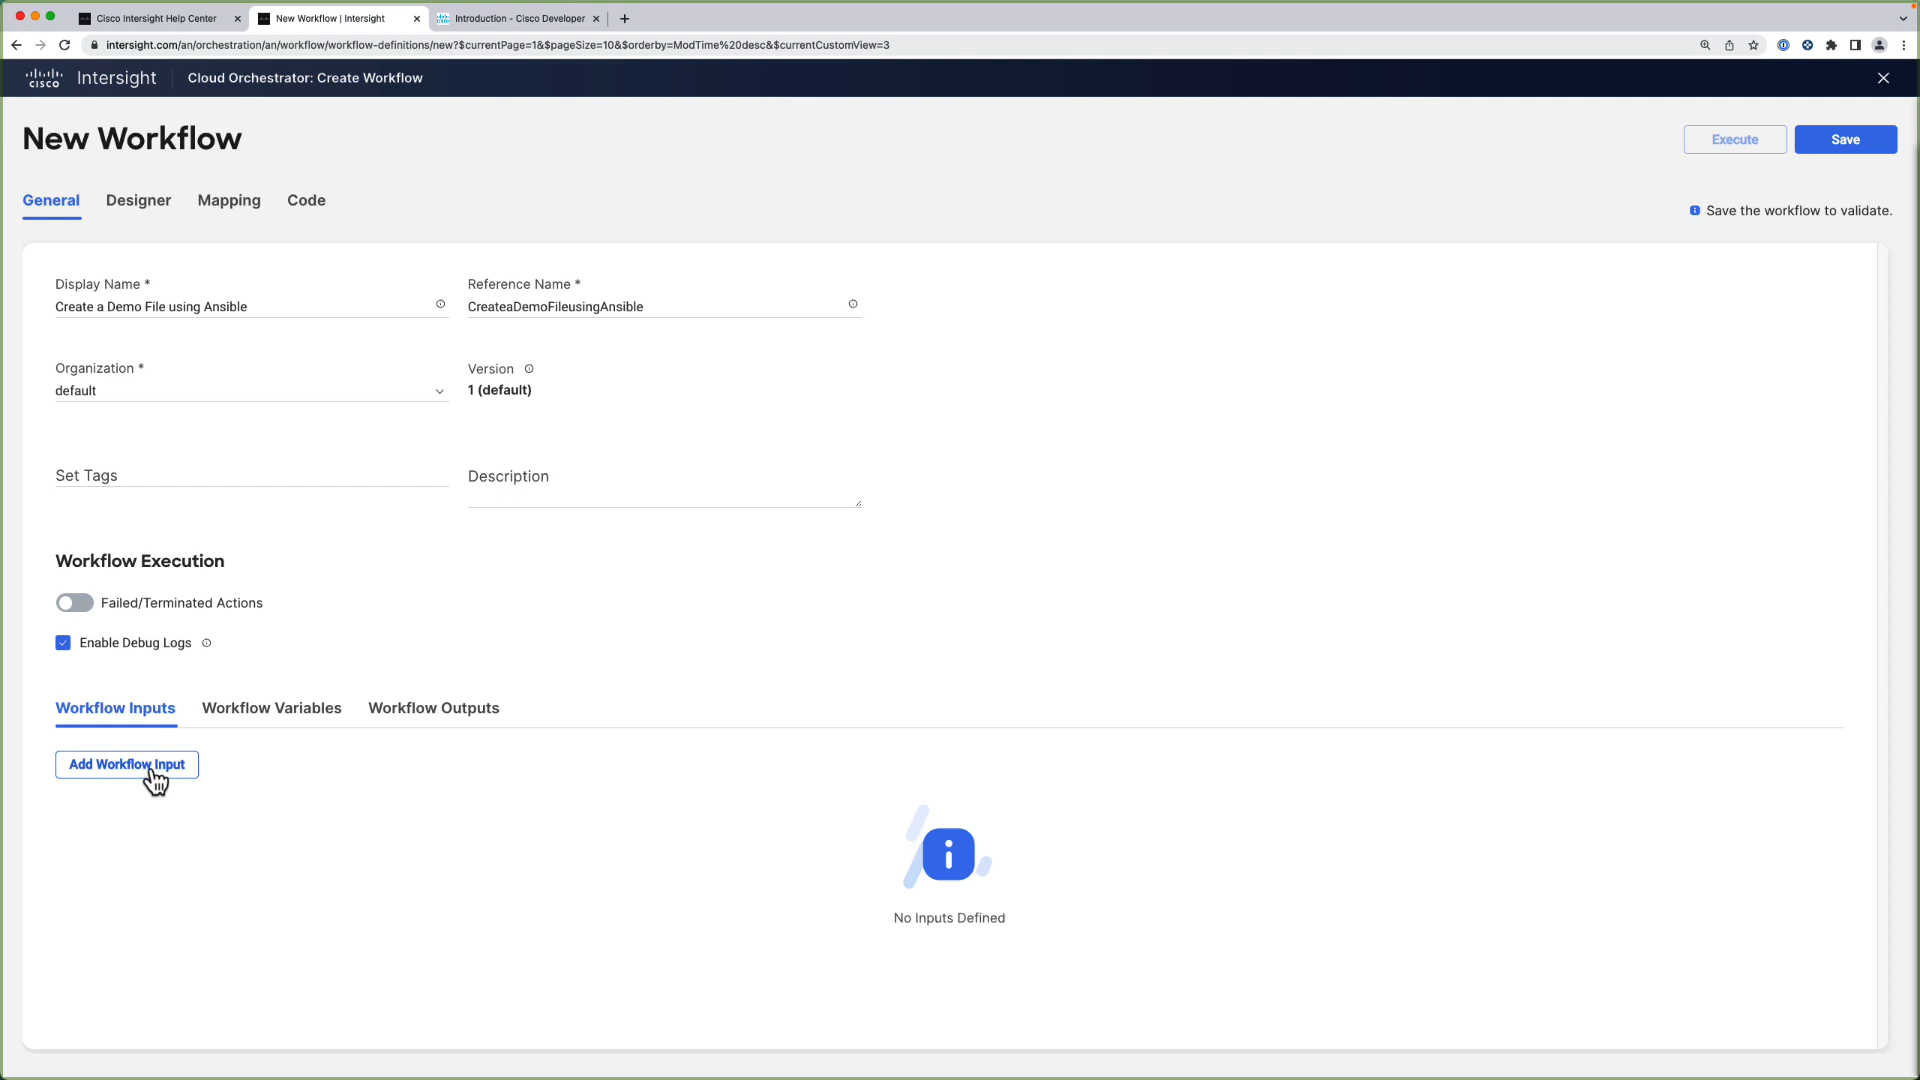 Cisco Intersight Help Center
New Workflow | Intersight
Introduction - Cisco Developer
intersight.com/an/orchestration/an/workflow/workflow-definitions/new?$currentPage=1&$pageSize=10&$orderby=ModTime%20desc&$currentCustomView=3
cisco Intersight Cloud Orchestrator: Create Workflow
New Workflow
Execute Save
General Designer Mapping Code
Save the workflow to validate.
Display Name * Reference Name *
Create a Demo File using Ansible CreateaDemoFileusingAnsible
Organization * Version
default 1 (default)
Set Tags Description
Workflow Execution
Failed/Terminated Actions
Enable Debug Logs
Workflow Inputs Workflow Variables Workflow Outputs
Add Workflow Input
No Inputs Defined